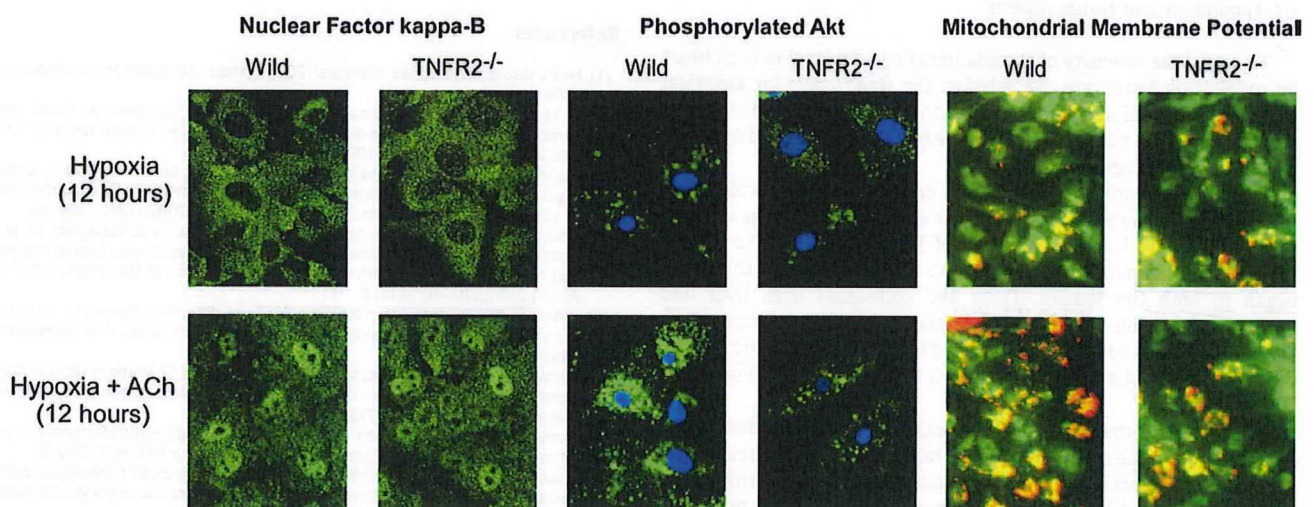 Nuclear Factor kappa-B Phosphorylated Akt Mitochondrial Membrane Potential
Wild TNFR2-/- Wild TNFR2-/- Wild TNFR2-/-
Hypoxia
(12 hours)
Hypoxia + ACh
(12 hours)